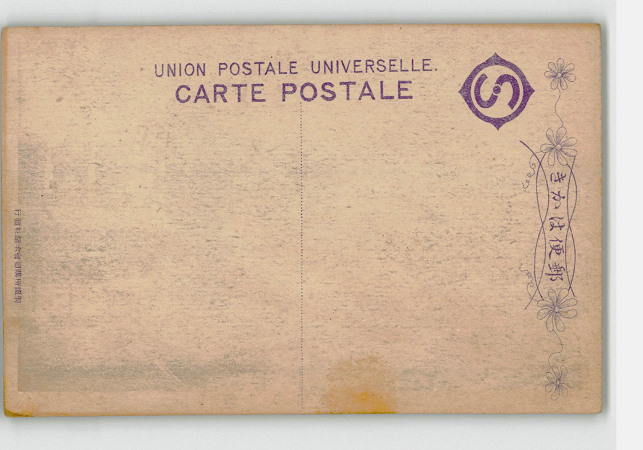 UNION POSTALE UNIVERSELLE.
CARTE POSTALE
S
きかは便郵